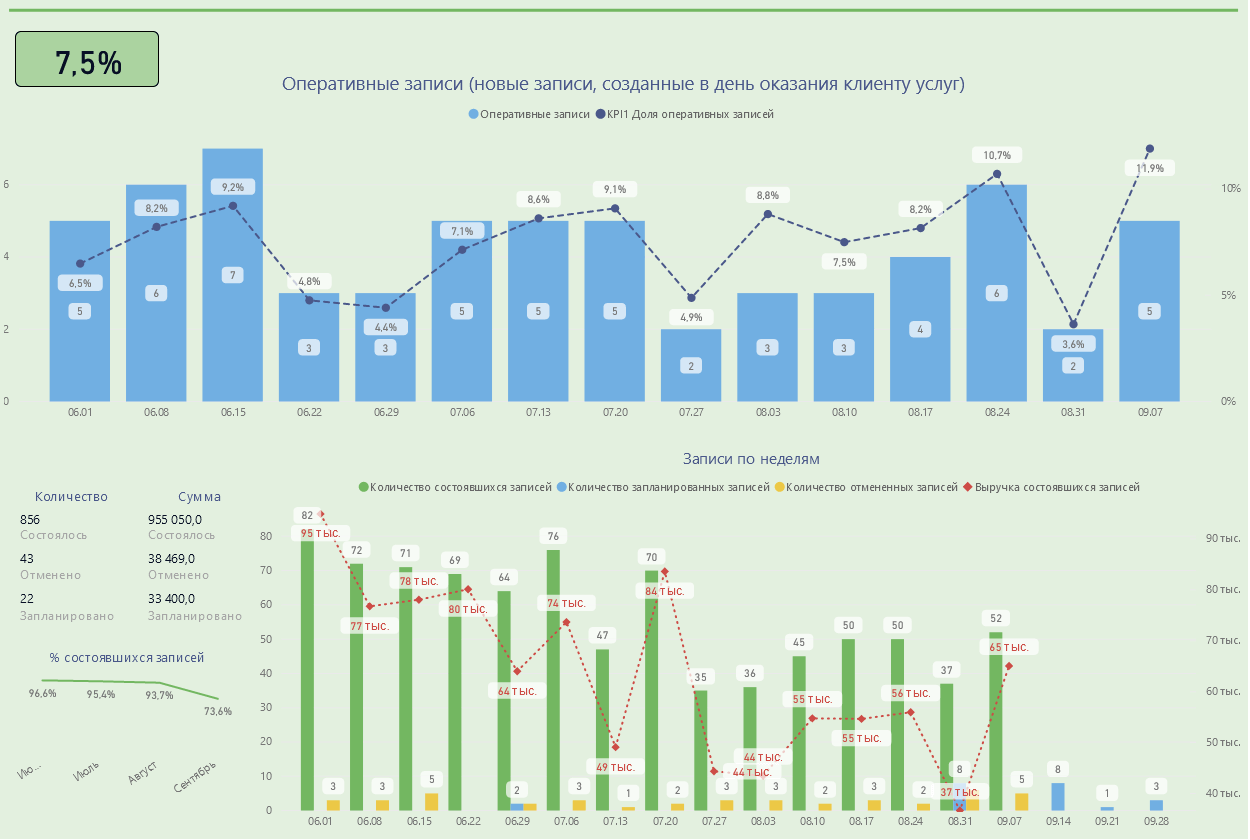 7,5%
Оперативные записи (новые записи, созданные в день оказания клиенту услуг)
Оперативные записи KPI1 Доля оперативных записей
10,7%
11,9%
9,2% 9,1% 8,8%
8,2% 8,6% 8,2%
6 10%
7,1%
7,5%
4 6,5% 4,8% 4,9%
5 6 7 5 5 5 6 5
5%
4,4% 3,6%
2 3 3 2 3 3 4 2
0 0%
06.01 06.08 06.15 06.22 06.29 07.06 07.13 07.20 07.27 08.03 08.10 08.17 08.24 08.31 09.07
Количество Сумма
856 955 050,0
Состоялось Состоялось
43 38 469,0
Отменено Отменено
22 33 400,0
Запланировано Запланировано
% состоявшихся записей
96,6% 95,4% 93,7% 73,6%
Ию... Июль Август Сентябрь
Записи по неделям
Количество состоявшихся записей Количество запланированных записей Количество отмененных записей Выручка состоявшихся записей
82 72 71 69 64 76 47 70 35 36 45 50 50 37 52
95 тыс. 77 тыс. 78 тыс. 80 тыс. 64 тыс. 74 тыс. 49 тыс. 84 тыс. 44 тыс. 44 тыс. 55 тыс. 55 тыс. 56 тыс. 37 тыс. 65 тыс.
3 3 5 2 3 1 2 3 3 2 3 2 8 5 8 1 3
80
70
60
50
40
30
20
10
0
90 тыс.
80 тыс.
70 тыс.
60 тыс.
50 тыс.
40 тыс.
06.01 06.08 06.15 06.22 06.29 07.06 07.13 07.20 07.27 08.03 08.10 08.17 08.24 08.31 09.07 09.14 09.21 09.28